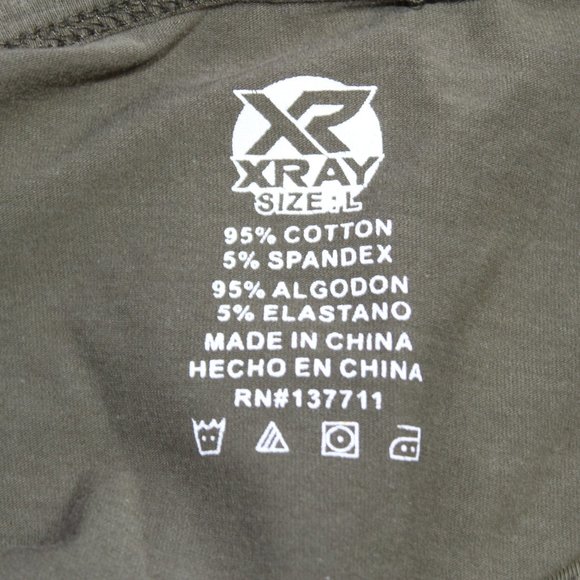 XR
XRAY
SIZE:L
95% COTTON
5% SPANDEX
95% ALGODON
5% ELASTANO
MADE IN CHINA
HECHO EN CHINA
RN#137711